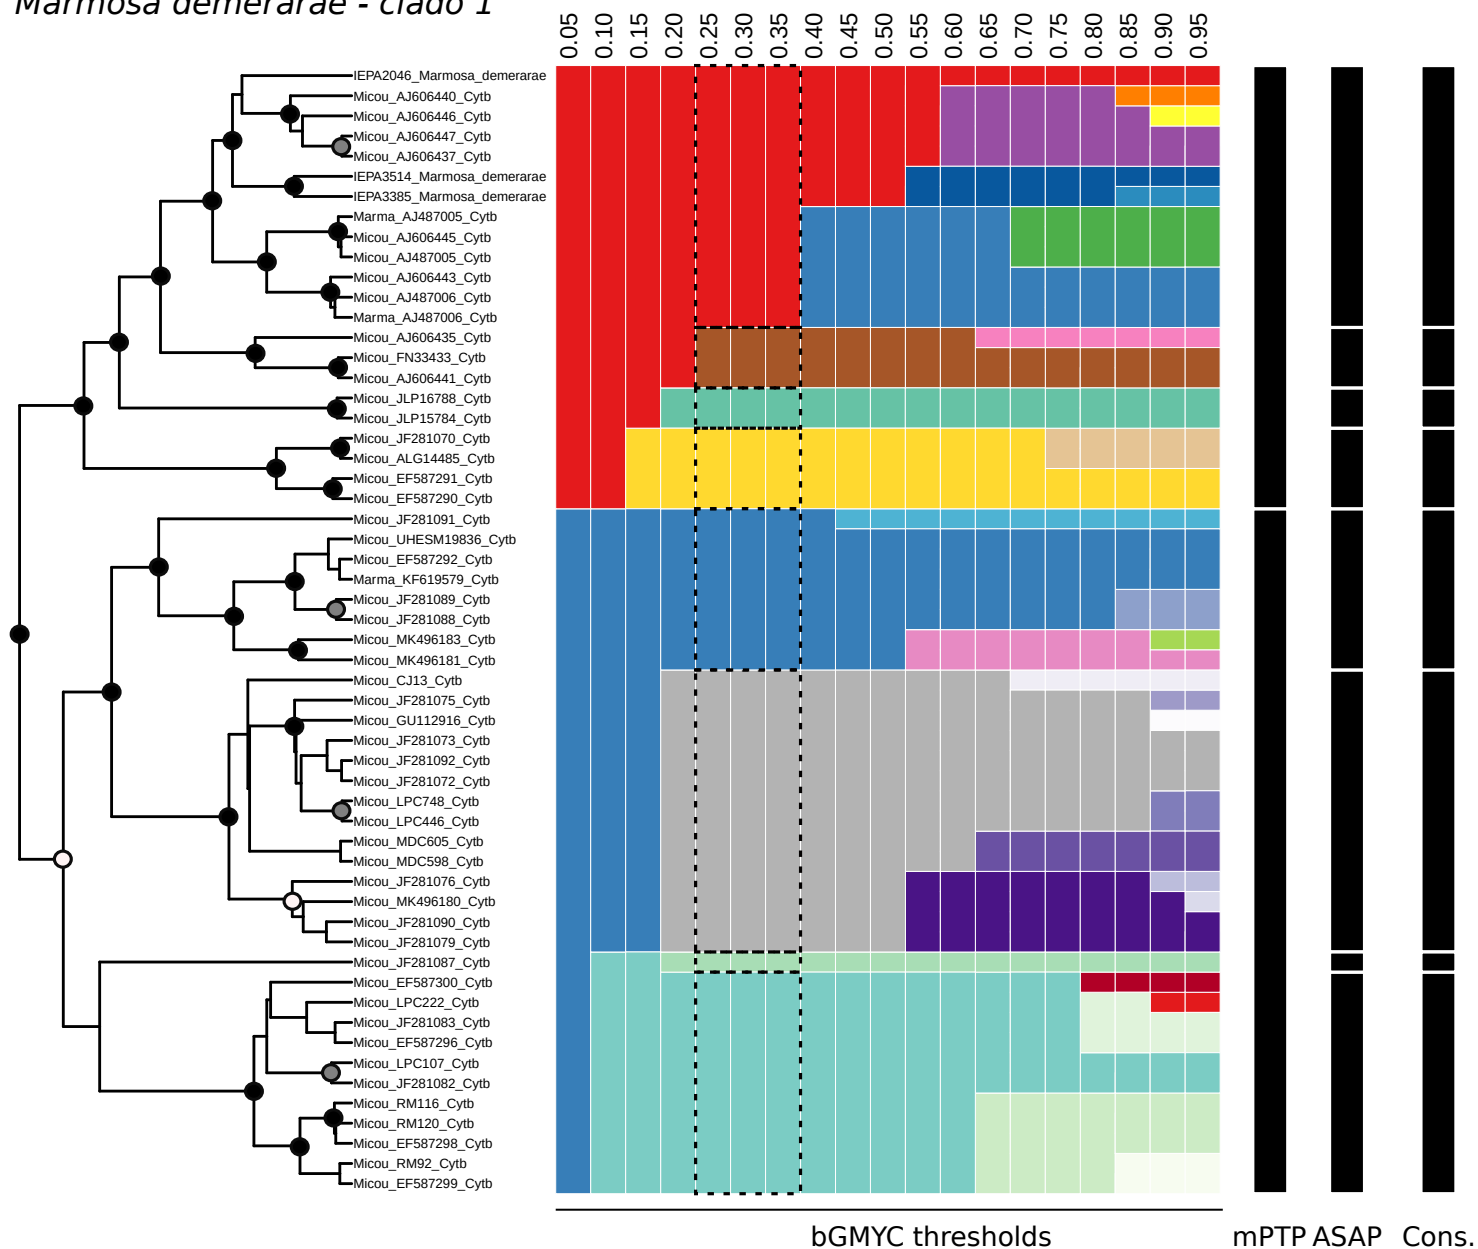 Marmosa demerarae - clado 1
0.05 0.10 0.15 0.20 0.25 0.30 0.35 0.40 0.45 0.50 0.55 0.60 0.65 0.70 0.75 0.80 0.85 0.90 0.95
IEPA2046_Marmosa_demerarae
Micou_AJ606440_Cytb
Micou_AJ606446_Cytb
Micou_AJ606447_Cytb
Micou_AJ606437_Cytb
IEPA3514_Marmosa_demerarae
IEPA3385_Marmosa_demerarae
Marma_AJ487005_Cytb
Micou_AJ606445_Cytb
Micou_AJ487005_Cytb
Micou_AJ606443_Cytb
Micou_AJ487006_Cytb
Marma_AJ487006_Cytb
Micou_AJ606435_Cytb
Micou_FN33433_Cytb
Micou_AJ606441_Cytb
Micou_JLP16788_Cytb
Micou_JLP15784_Cytb
Micou_JF281070_Cytb
Micou_ALG14485_Cytb
Micou_EF587291_Cytb
Micou_EF587290_Cytb
Micou_JF281091_Cytb
Micou_UHESM19836_Cytb
Micou_EF587292_Cytb
Marma_KF619579_Cytb
Micou_JF281089_Cytb
Micou_JF281088_Cytb
Micou_MK496183_Cytb
Micou_MK496181_Cytb
Micou_CJ13_Cytb
Micou_JF281075_Cytb
Micou_GU112916_Cytb
Micou_JF281073_Cytb
Micou_JF281092_Cytb
Micou_JF281072_Cytb
Micou_LPC748_Cytb
Micou_LPC446_Cytb
Micou_MDC605_Cytb
Micou_MDC598_Cytb
Micou_JF281076_Cytb
Micou_MK496180_Cytb
Micou_JF281090_Cytb
Micou_JF281079_Cytb
Micou_JF281087_Cytb
Micou_EF587300_Cytb
Micou_LPC222_Cytb
Micou_JF281083_Cytb
Micou_EF587296_Cytb
Micou_LPC107_Cytb
Micou_JF281082_Cytb
Micou_RM116_Cytb
Micou_RM120_Cytb
Micou_EF587298_Cytb
Micou_RM92_Cytb
Micou_EF587299_Cytb
bGMYC thresholds mPTP ASAP Cons.